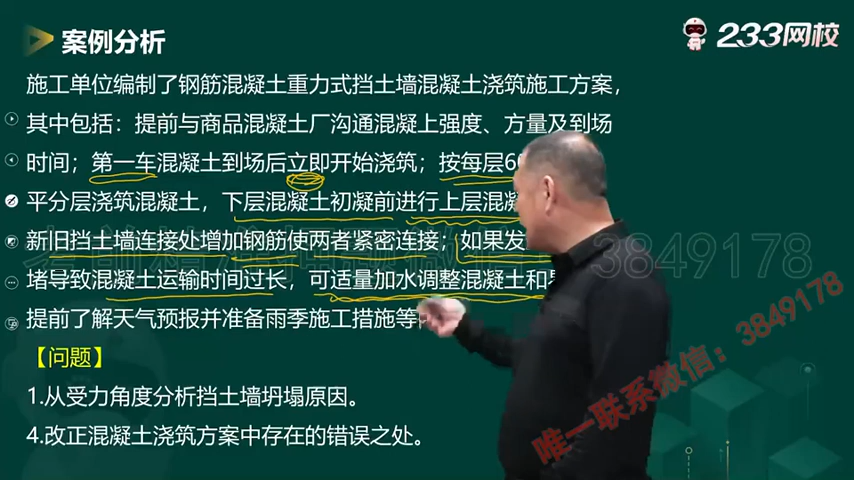 案例分析
233网校
施工单位编制了钢筋混凝土重力式挡土墙混凝土浇筑施工方案，
其中包括：提前与商品混凝土厂沟通混凝上强度、方量及到场
时间；第一车混凝土到场后立即开始浇筑；按每层6
平分层浇筑混凝土，下层混凝土初凝前进行上层混凝
新旧挡土墙连接处增加钢筋使两者紧密连接；如果发
堵导致混凝土运输时间过长，可适量加水调整混凝土和
提前了解天气预报并准备雨季施工措施等
【问题】
1.从受力角度分析挡土墙坍塌原因。
4.改正混凝土浇筑方案中存在的错误之处。
唯一联系微信：3849178
3849178